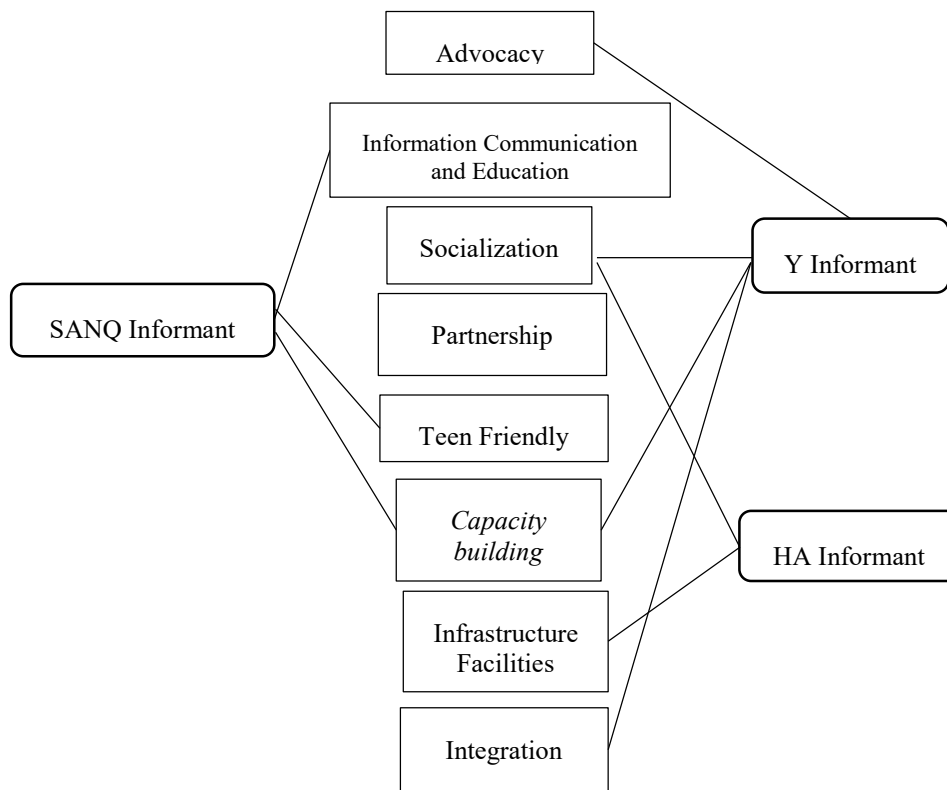 Advocacy
Information Communication
and Education
Socialization
Y Informant
SANQ Informant
Partnership
Teen Friendly
Capacity
building
HA Informant
Infrastructure
Facilities
Integration